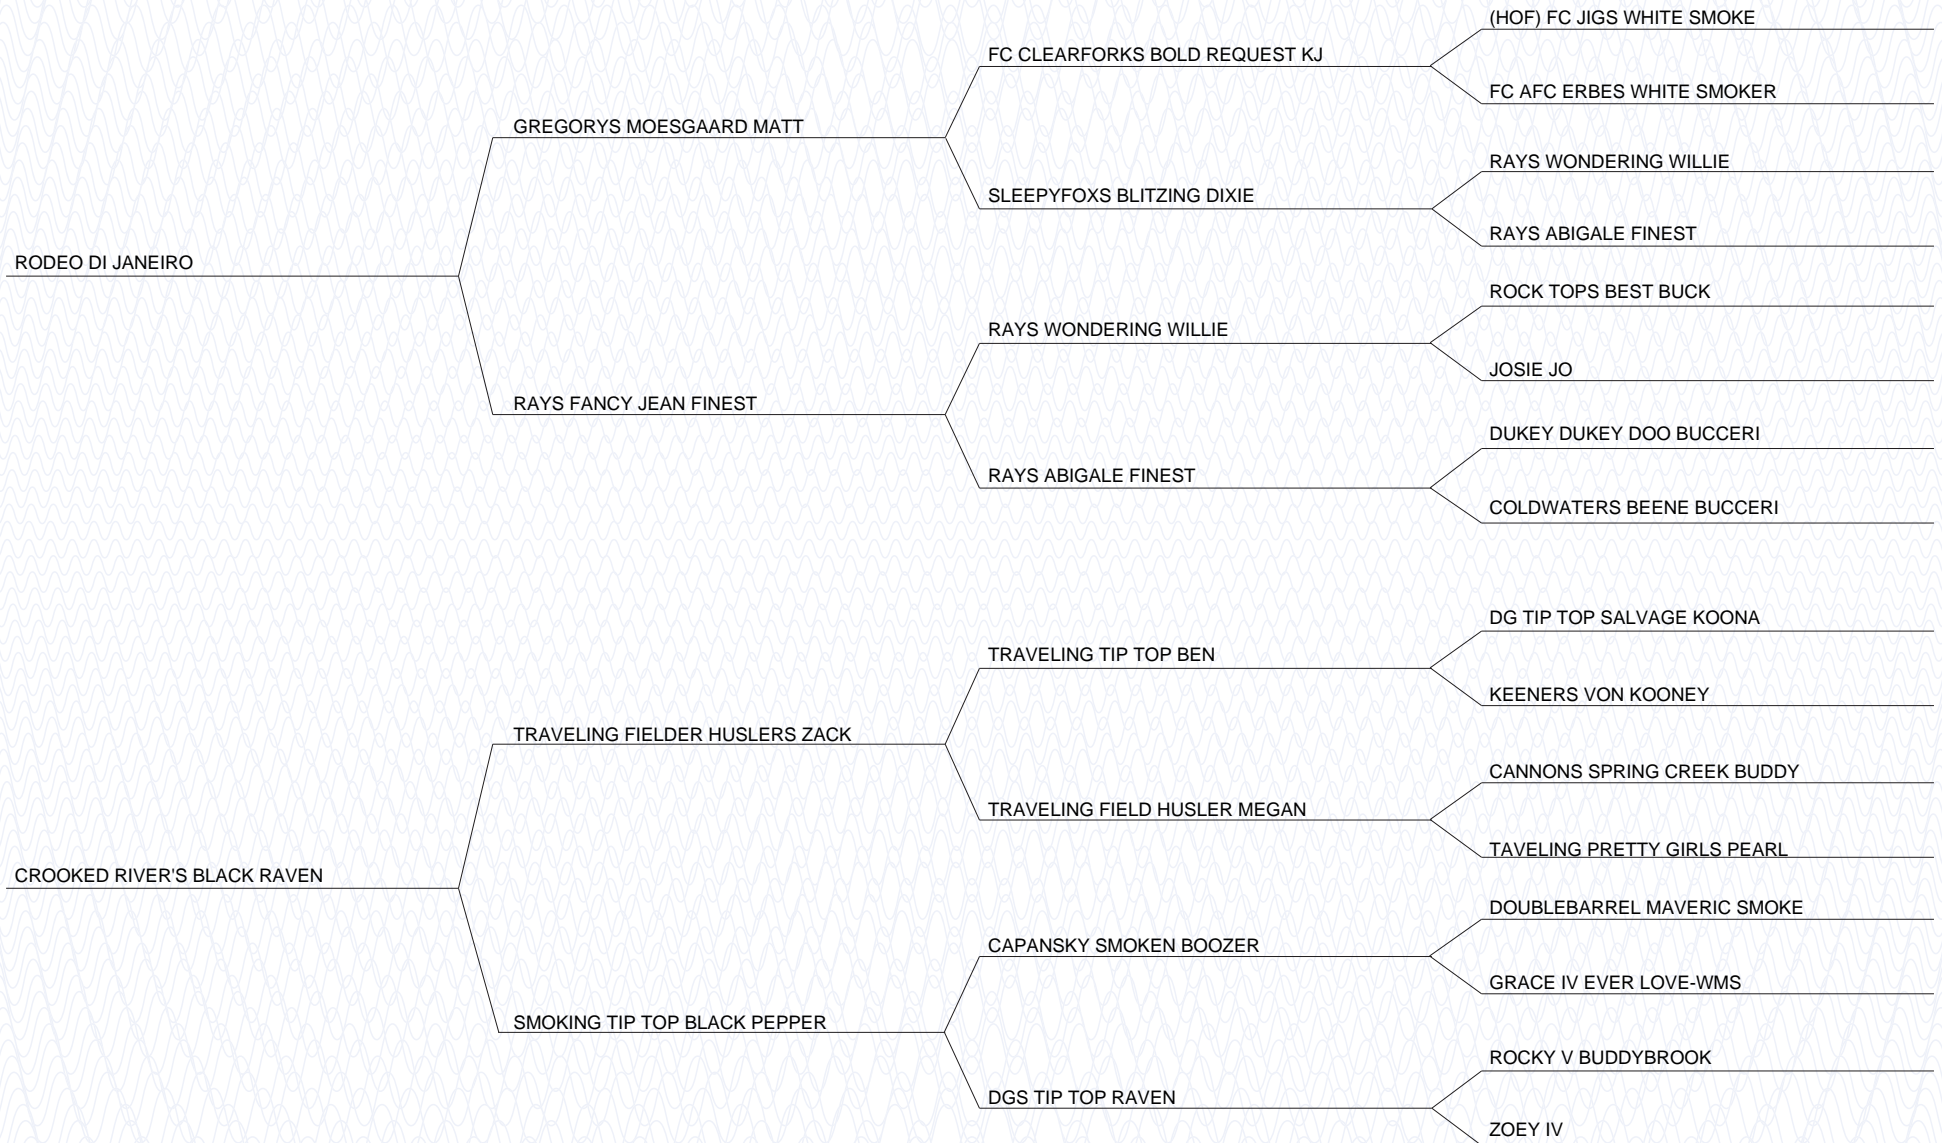 (HOF) FC JIGS WHITE SMOKE
FC CLEARFORKS BOLD REQUEST KJ
FC AFC ERBES WHITE SMOKER
GREGORYS MOESGAARD MATT
RAYS WONDERING WILLIE
SLEEPYFOXS BLITZING DIXIE
RAYS ABIGALE FINEST
RODEO DI JANEIRO
ROCK TOPS BEST BUCK
RAYS WONDERING WILLIE
JOSIE JO
RAYS FANCY JEAN FINEST
DUKEY DUKEY DOO BUCCERI
RAYS ABIGALE FINEST
COLDWATERS BEENE BUCCERI
DG TIP TOP SALVAGE KOONA
TRAVELING TIP TOP BEN
KEENERS VON KOONEY
TRAVELING FIELDER HUSLERS ZACK
CANNONS SPRING CREEK BUDDY
TRAVELING FIELD HUSLER MEGAN
TAVELING PRETTY GIRLS PEARL
CROOKED RIVER'S BLACK RAVEN
DOUBLEBARREL MAVERIC SMOKE
CAPANSKY SMOKEN BOOZER
GRACE IV EVER LOVE-WMS
SMOKING TIP TOP BLACK PEPPER
ROCKY V BUDDYBROOK
DGS TIP TOP RAVEN
ZOEY IV